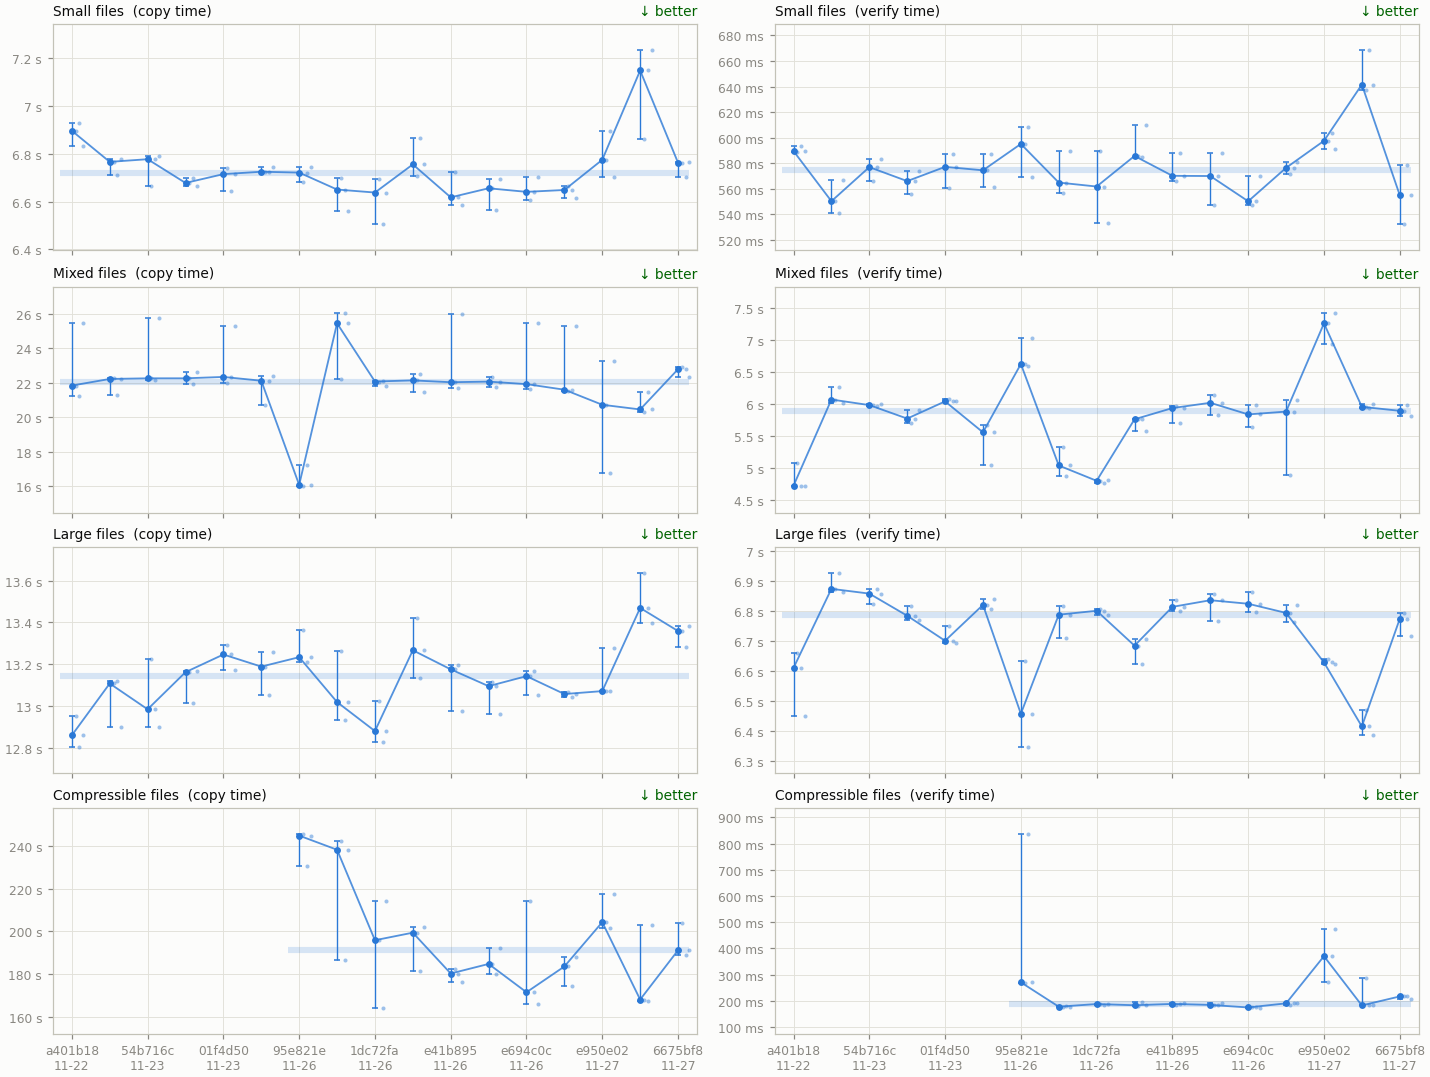 Small files  (copy time)
↓ better
7.2 s
7 s
6.8 s
6.6 s
6.4 s
Small files  (verify time)
↓ better
680 ms
660 ms
640 ms
620 ms
600 ms
580 ms
560 ms
540 ms
520 ms
Mixed files  (copy time)
↓ better
26 s
24 s
22 s
20 s
18 s
16 s
Mixed files  (verify time)
↓ better
7.5 s
7 s
6.5 s
6 s
5.5 s
5 s
4.5 s
Large files  (copy time)
↓ better
13.6 s
13.4 s
13.2 s
13 s
12.8 s
Large files  (verify time)
↓ better
7 s
6.9 s
6.8 s
6.7 s
6.6 s
6.5 s
6.4 s
6.3 s
Compressible files  (copy time)
↓ better
240 s
220 s
200 s
180 s
160 s
a401b18 54b716c 01f4d50 95e821e 1dc72fa e41b895 e694c0c e950e02 6675bf8
11-22 11-23 11-23 11-26 11-26 11-26 11-26 11-27 11-27
Compressible files  (verify time)
↓ better
900 ms
800 ms
700 ms
600 ms
500 ms
400 ms
300 ms
200 ms
100 ms
a401b18 54b716c 01f4d50 95e821e 1dc72fa e41b895 e694c0c e950e02 6675bf8
11-22 11-23 11-23 11-26 11-26 11-26 11-26 11-27 11-27